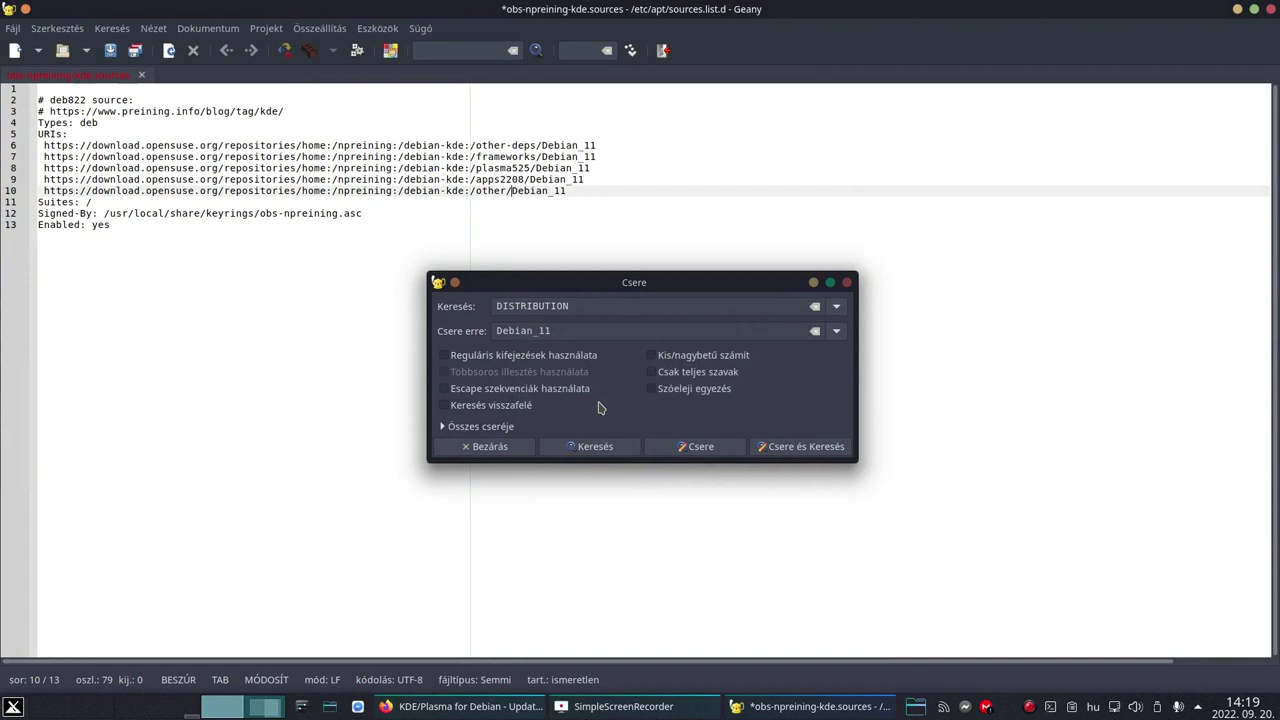 *obs-npreining-kde.sources - /etc/apt/sources.list.d - Geany
Fájl Szerkesztés Keresés Nézet Dokumentum Projekt Összeállítás Eszközök Súgó
obs-npreining-kde.sources
1
2 # deb822 source:
3 # https://www.preining.info/blog/tag/kde/
4 Types: deb
5 URIs:
6 https://download.opensuse.org/repositories/home:/npreining:/debian-kde:/other-deps/Debian_11
7 https://download.opensuse.org/repositories/home:/npreining:/debian-kde:/frameworks/Debian_11
8 https://download.opensuse.org/repositories/home:/npreining:/debian-kde:/plasma525/Debian_11
9 https://download.opensuse.org/repositories/home:/npreining:/debian-kde:/apps2208/Debian_11
10 https://download.opensuse.org/repositories/home:/npreining:/debian-kde:/other/Debian_11
11 Suites: /
12 Signed-By: /usr/local/share/keyrings/obs-npreining.asc
13 Enabled: yes
Csere
Keresés: DISTRIBUTION
Csere erre: Debian_11
Reguláris kifejezések használata
Kis/nagybetű számít
Többsoros illesztés használata
Csak teljes szavak
Escape szekvenciák használata
Szóeleji egyezés
Keresés visszafelé
Összes cseréje
Bezárás Keresés Csere Csere és Keresés
sor: 10 / 13 oszl.: 79 kij.: 0 BESZÚR TAB MÓDOSÍT mód: LF kódolás: UTF-8 fájltípus: Semmi tart.: ismeretlen
KDE/Plasma for Debian - Updat... SimpleScreenRecorder *obs-npreining-kde.sources - /... hu 14:19
2022. 09. 20.